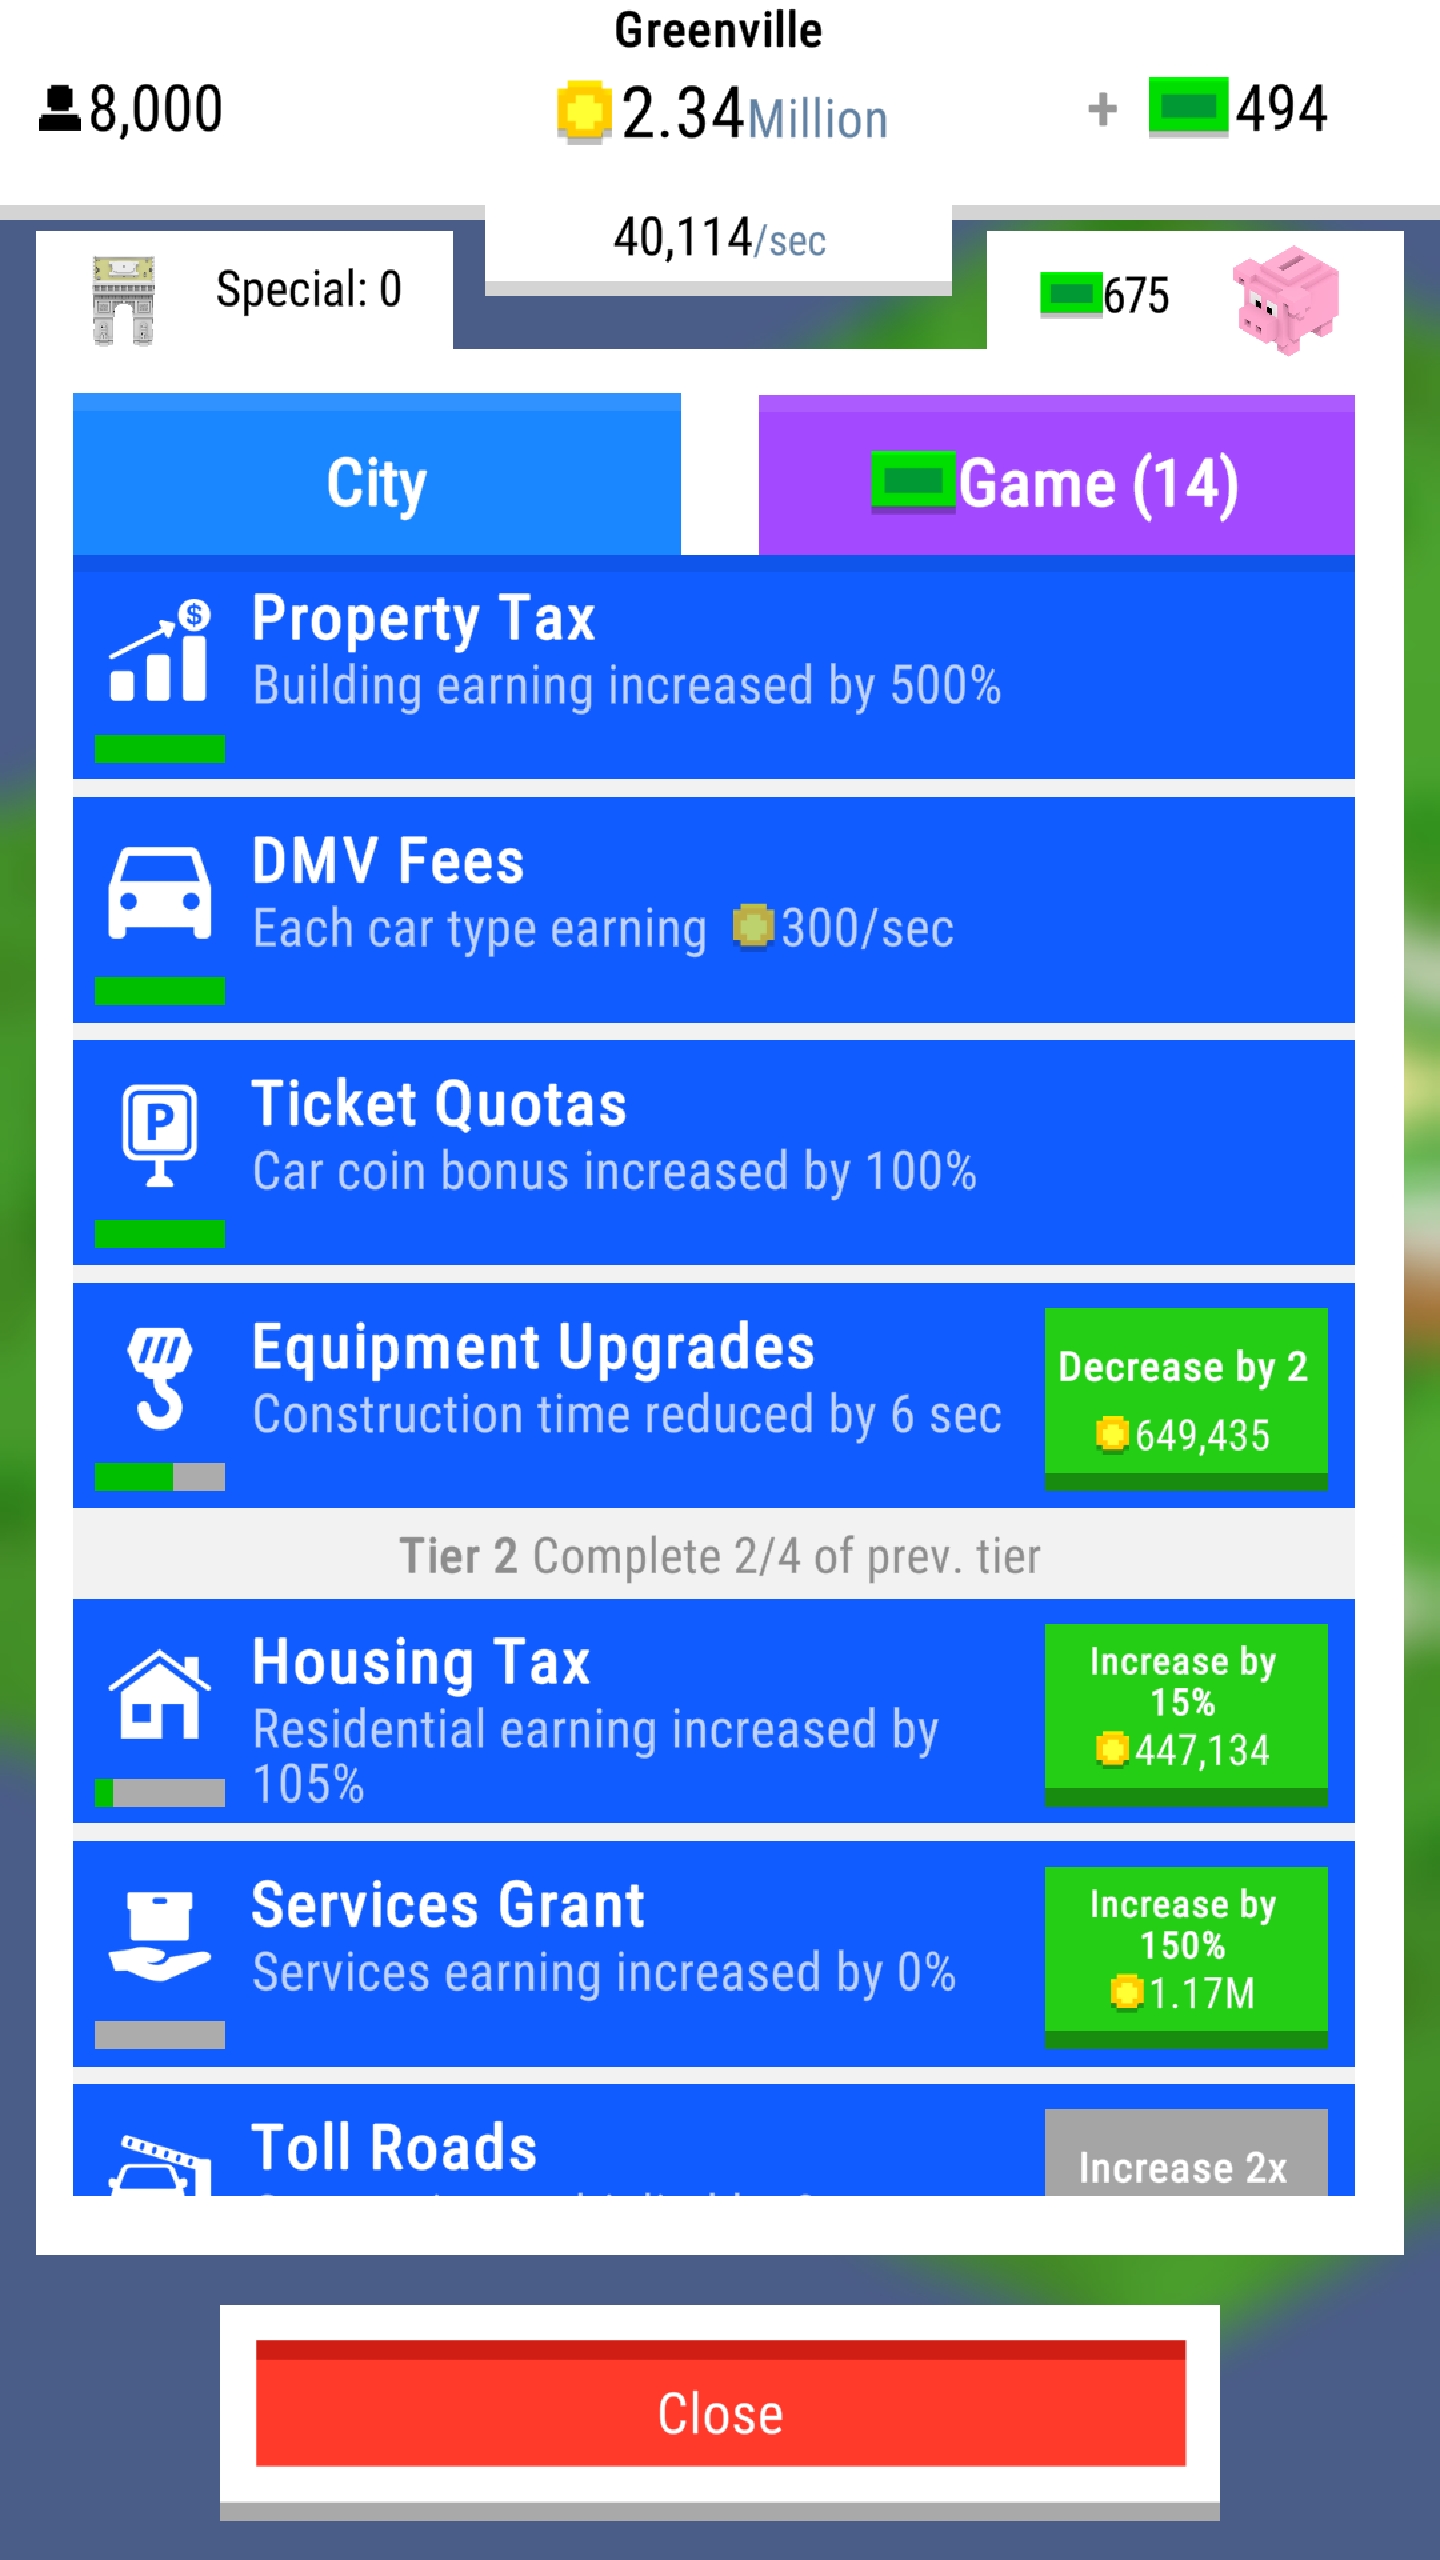 Greenville
8,000
2.34Million
+ 494
40,114/sec
Special: 0
675
City
Game (14)
$
Property Tax
Building earning increased by 500%
DMV Fees
Each car type earning 300/sec
P
Ticket Quotas
Car coin bonus increased by 100%
Equipment Upgrades
Construction time reduced by 6 sec
Decrease by 2
649,435
Tier 2 Complete 2/4 of prev. tier
Housing Tax
Residential earning increased by
105%
Increase by
15%
447,134
Services Grant
Services earning increased by 0%
Increase by
150%
1.17M
Toll Roads
Increase 2x
Close